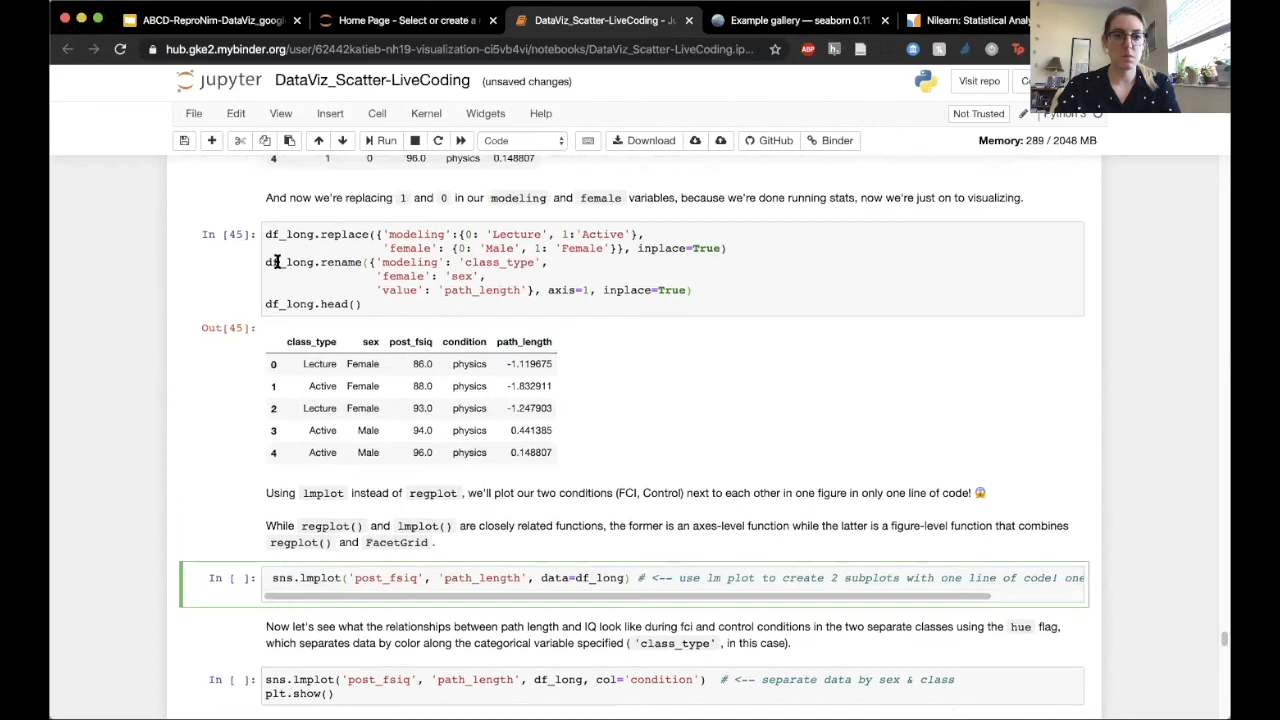 ABCD-ReproNim-DataViz_goog
Home Page - Select or create a
DataViz_Scatter-LiveCoding - Ju
Example gallery — seaborn 0.11.
Nilearn: Statistical Analy
hub.gke2.mybinder.org/user/62442katieb-nh19-visualization-ci5vb4vi/notebooks/DataViz_Scatter-LiveCoding.ip...
jupyter DataViz_Scatter-LiveCoding (unsaved changes)
Visit repo
File Edit View Insert Cell Kernel Widgets Help
Not Trusted
Python 3
Run Code Download GitHub Binder
Memory: 289 / 2048 MB
4 1 0 96.0 physics 0.148807
And now we're replacing 1 and 0 in our modeling and female variables, because we're done running stats, now we're just on to visualizing.
In [45]: df_long.replace({'modeling':{0: 'Lecture', 1:'Active'},
'female': {0: 'Male', 1: 'Female'}}, inplace=True)
df_long.rename({'modeling': 'class_type',
'female': 'sex',
'value': 'path_length'}, axis=1, inplace=True)
df_long.head()
Out[45]:
class_type sex post_fsiq condition path_length
0 Lecture Female 86.0 physics -1.119675
1 Active Female 88.0 physics -1.832911
2 Lecture Female 93.0 physics -1.247903
3 Active Male 94.0 physics 0.441385
4 Active Male 96.0 physics 0.148807
Using lmplot instead of regplot, we'll plot our two conditions (FCI, Control) next to each other in one figure in only one line of code! 😱
While regplot() and lmplot() are closely related functions, the former is an axes-level function while the latter is a figure-level function that combines
regplot() and FacetGrid.
In [ ]: sns.lmplot('post_fsiq', 'path_length', data=df_long) # <-- use lm plot to create 2 subplots with one line of code! one
Now let's see what the relationships between path length and IQ look like during fci and control conditions in the two separate classes using the hue flag,
which separates data by color along the categorical variable specified ('class_type', in this case).
In [ ]: sns.lmplot('post_fsiq', 'path_length', df_long, col='condition') # <-- separate data by sex & class
plt.show()